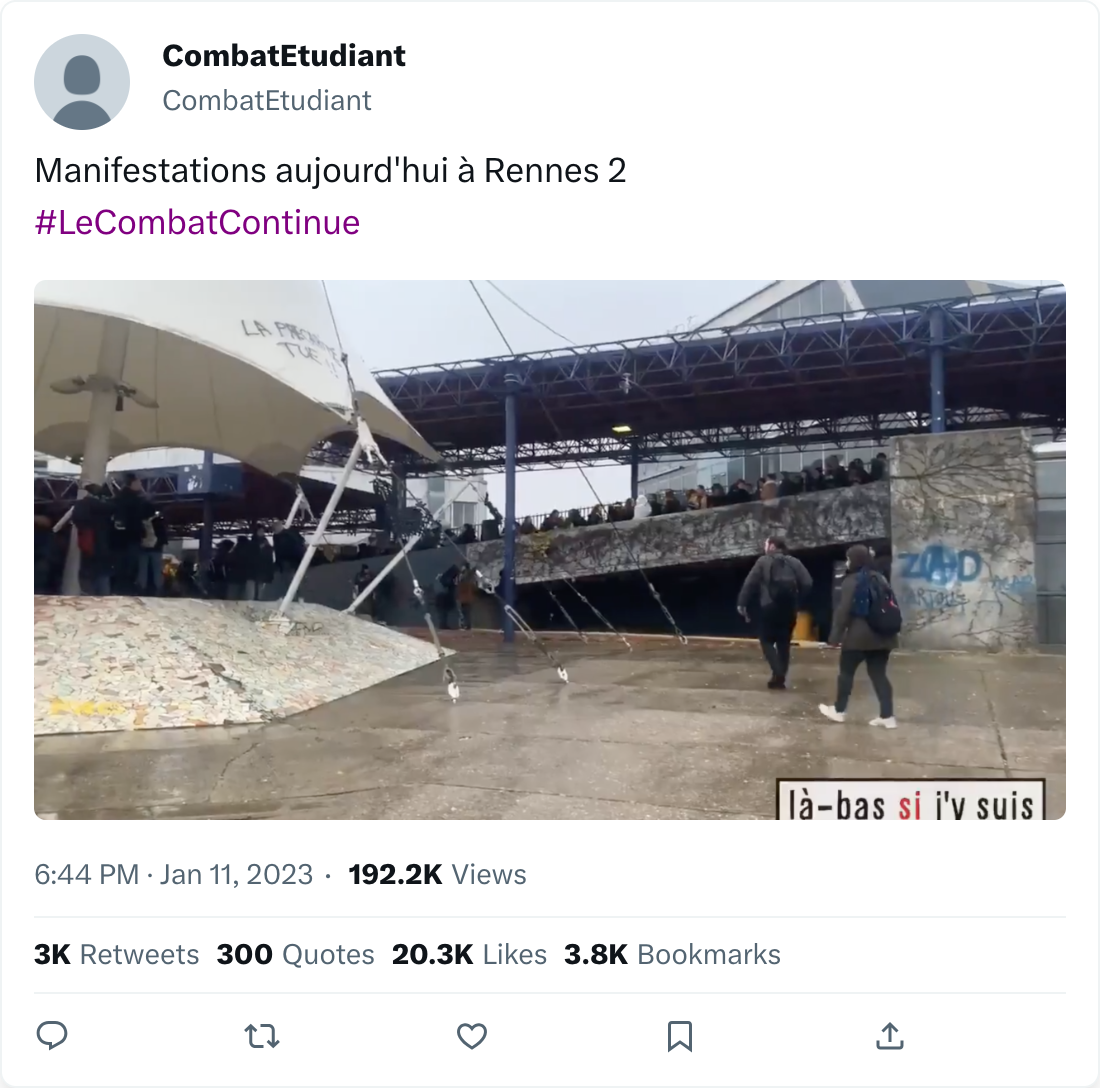 CombatEtudiant
CombatEtudiant
Manifestations aujourd'hui à Rennes 2
#LeCombatContinue
LA PRÉCARITÉ
TUE !!
ZAD
PARTOUT
là-bas si j'y suis
6:44 PM · Jan 11, 2023 · 192.2K Views
3K Retweets 300 Quotes 20.3K Likes 3.8K Bookmarks